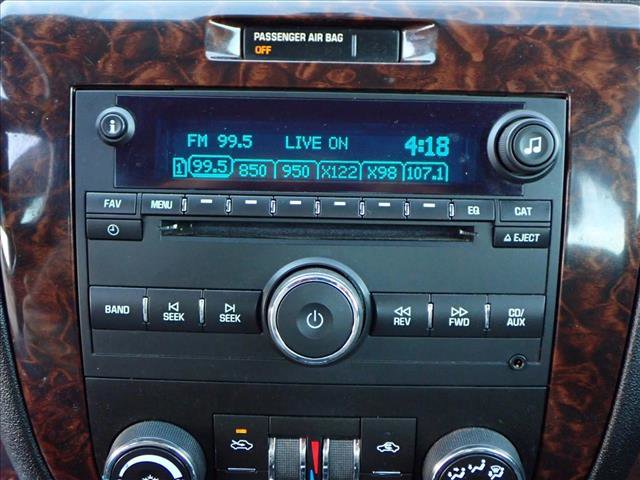 PASSENGER AIR BAG
OFF
FM 99.5 LIVE ON 4:18
1 99.5 850 950 X122 X98 107.1
FAV MENU EQ CAT
EJECT
BAND SEEK SEEK REV FWD CD/AUX